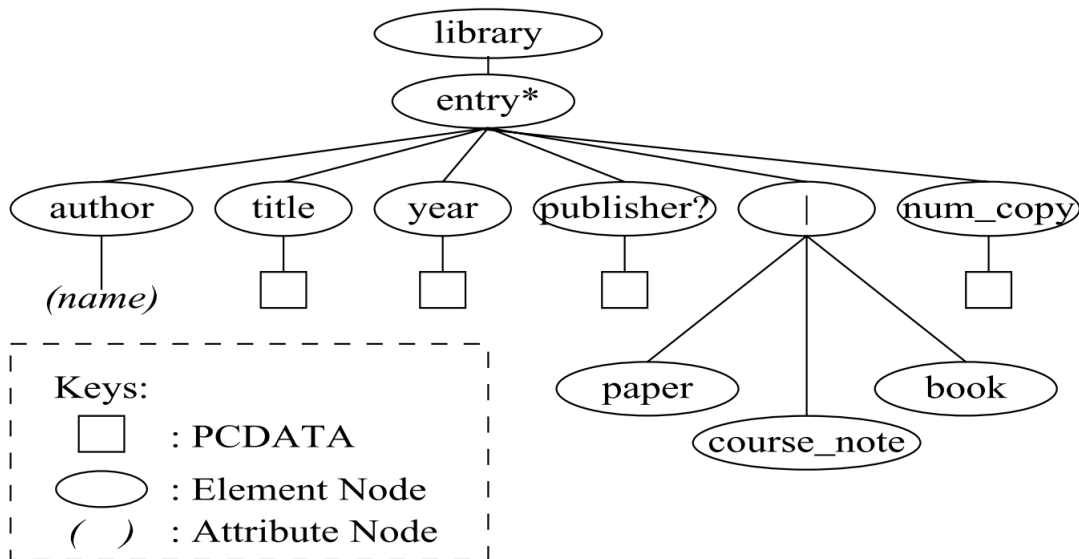 library
entry*
author title year publisher? | num_copy
(name)
Keys:
: PCDATA
: Element Node
( ) : Attribute Node
paper book
course_note